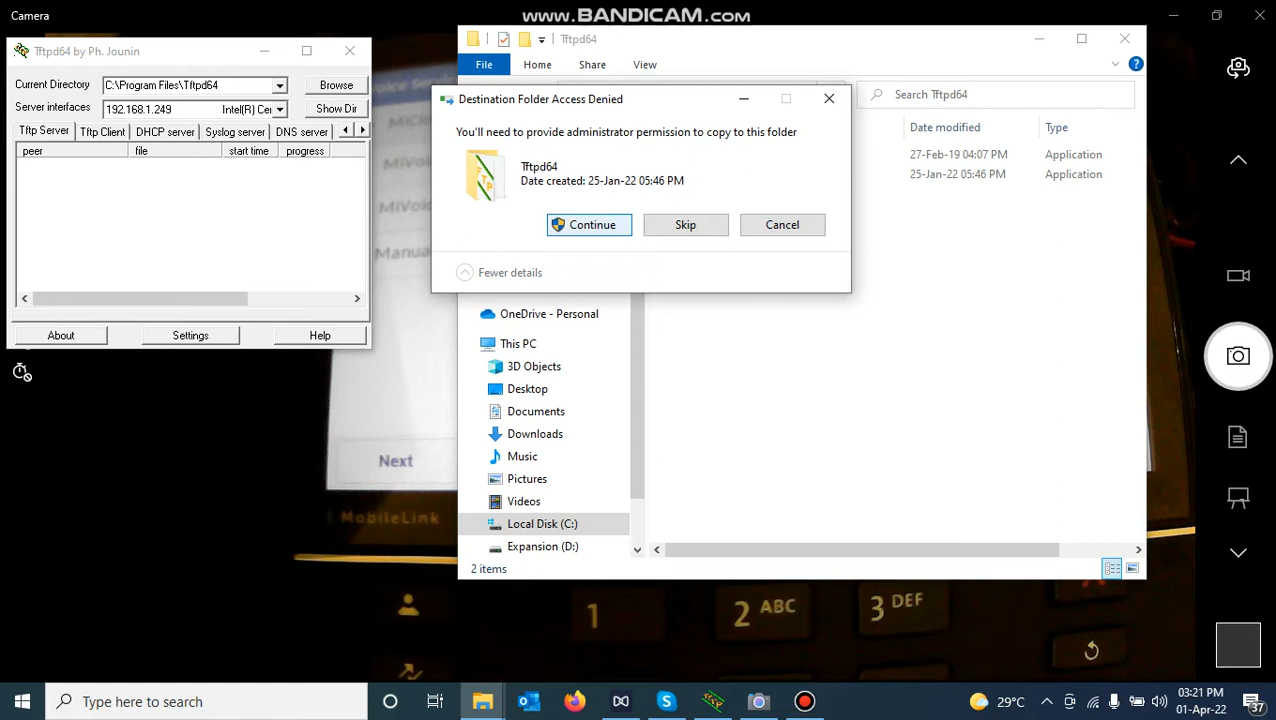 Camera
www.BANDICAM.com
Tftpd64 by Ph. Jounin
Current Directory
C:\Program Files\Tftpd64
Browse
Server interfaces
192.168.1.249
Intel(R) Cer
Show Dir
Tftp Server
Tftp Client
DHCP server
Syslog server
DNS server
peer
file
start time
progress
About
Settings
Help
Tftpd64
File
Home
Share
View
Search Tftpd64
Date modified
Type
27-Feb-19 04:07 PM
Application
25-Jan-22 05:46 PM
Application
Destination Folder Access Denied
You'll need to provide administrator permission to copy to this folder
FTP
Tftpd64
Date created: 25-Jan-22 05:46 PM
Continue
Skip
Cancel
Fewer details
OneDrive - Personal
This PC
3D Objects
Desktop
Documents
Downloads
Music
Pictures
Videos
Local Disk (C:)
Expansion (D:)
2 items
Manua
Next
MobileLink
1
2 ABC
3 DEF
Type here to search
29°C
03:21 PM
01-Apr-22
37